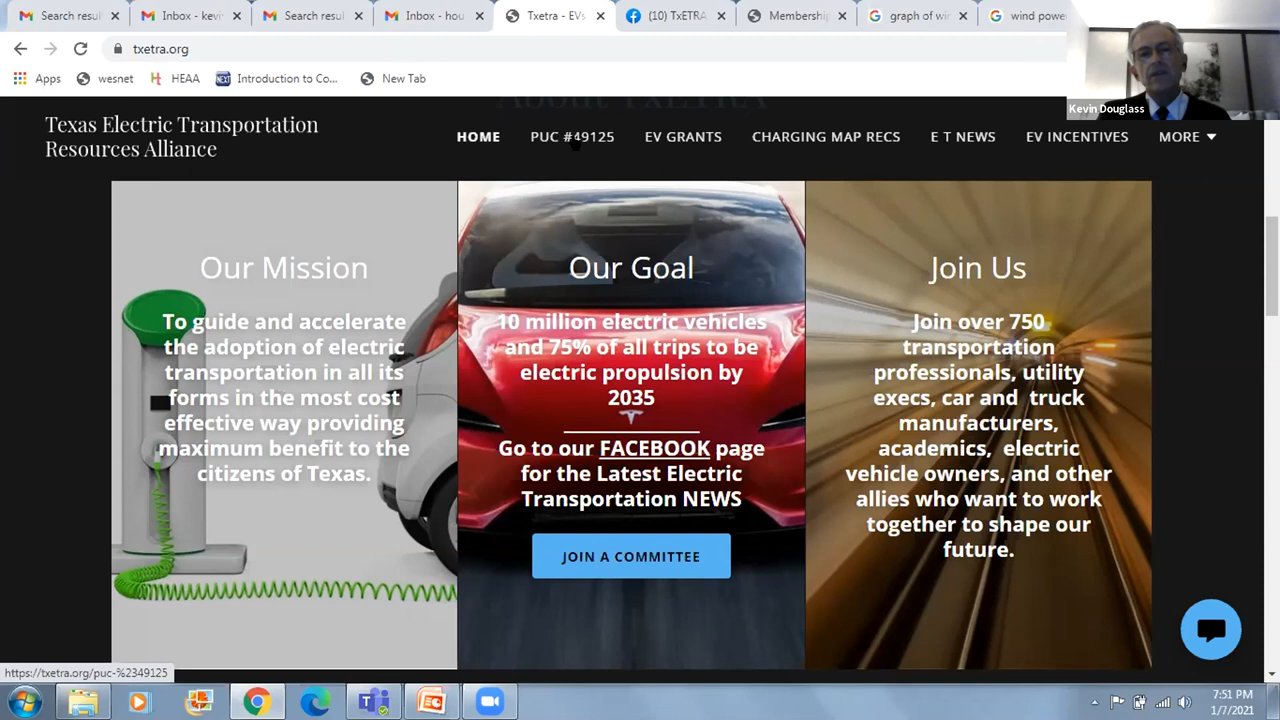 Search resul
Inbox - kevi
Search resul
Inbox - hou
Txetra - EVs
(10) TxETRA
Membership
graph of wi
wind powe
txetra.org
Apps
wesnet
HEAA
Introduction to Co...
New Tab
Kevin Douglass
About TxETRA
Texas Electric Transportation
Resources Alliance
HOME
PUC #49125
EV GRANTS
CHARGING MAP RECS
E T NEWS
EV INCENTIVES
MORE
Our Mission
To guide and accelerate
the adoption of electric
transportation in all its
forms in the most cost
effective way providing
maximum benefit to the
citizens of Texas.
Our Goal
10 million electric vehicles
and 75% of all trips to be
electric propulsion by
2035
Go to our FACEBOOK page
for the Latest Electric
Transportation NEWS
JOIN A COMMITTEE
Join Us
Join over 750
transportation
professionals, utility
execs, car and truck
manufacturers,
academics, electric
vehicle owners, and other
allies who want to work
together to shape our
future.
https://txetra.org/puc-%2349125
7:51 PM
1/7/2021